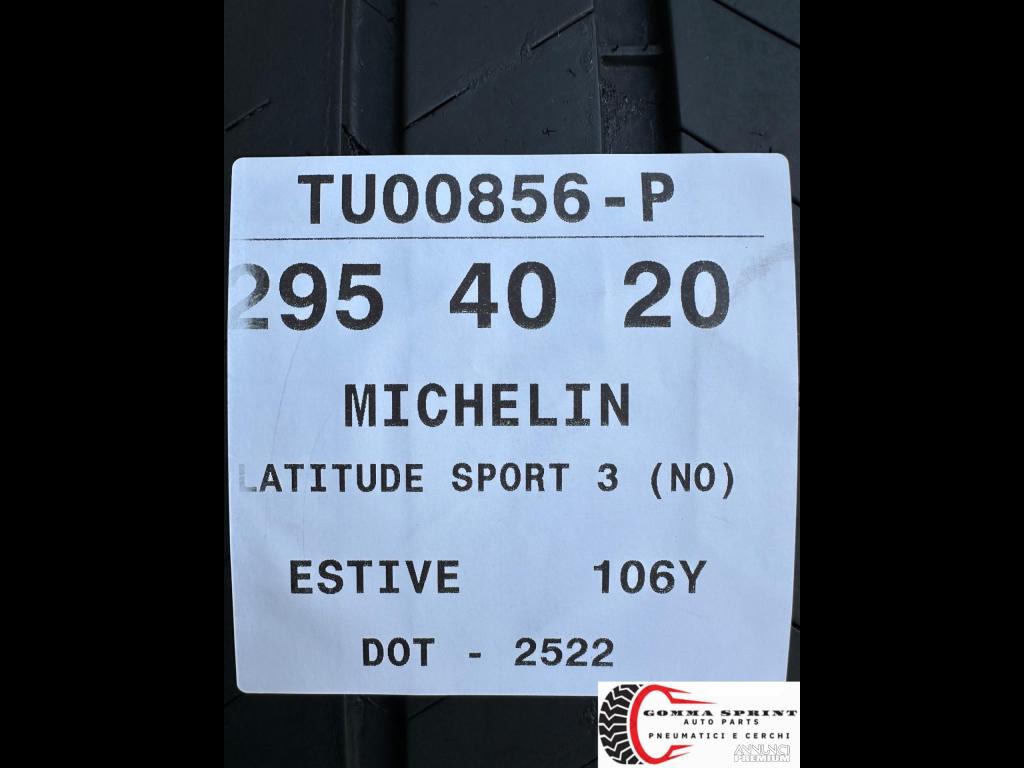 TU00856-P
295 40 20
MICHELIN
LATITUDE SPORT 3 (NO)
ESTIVE 106Y
DOT - 2522
GOMMA SPRINT
AUTO PARTS
PNEUMATICI E CERCHI
ANNUNCI
PREMIUM